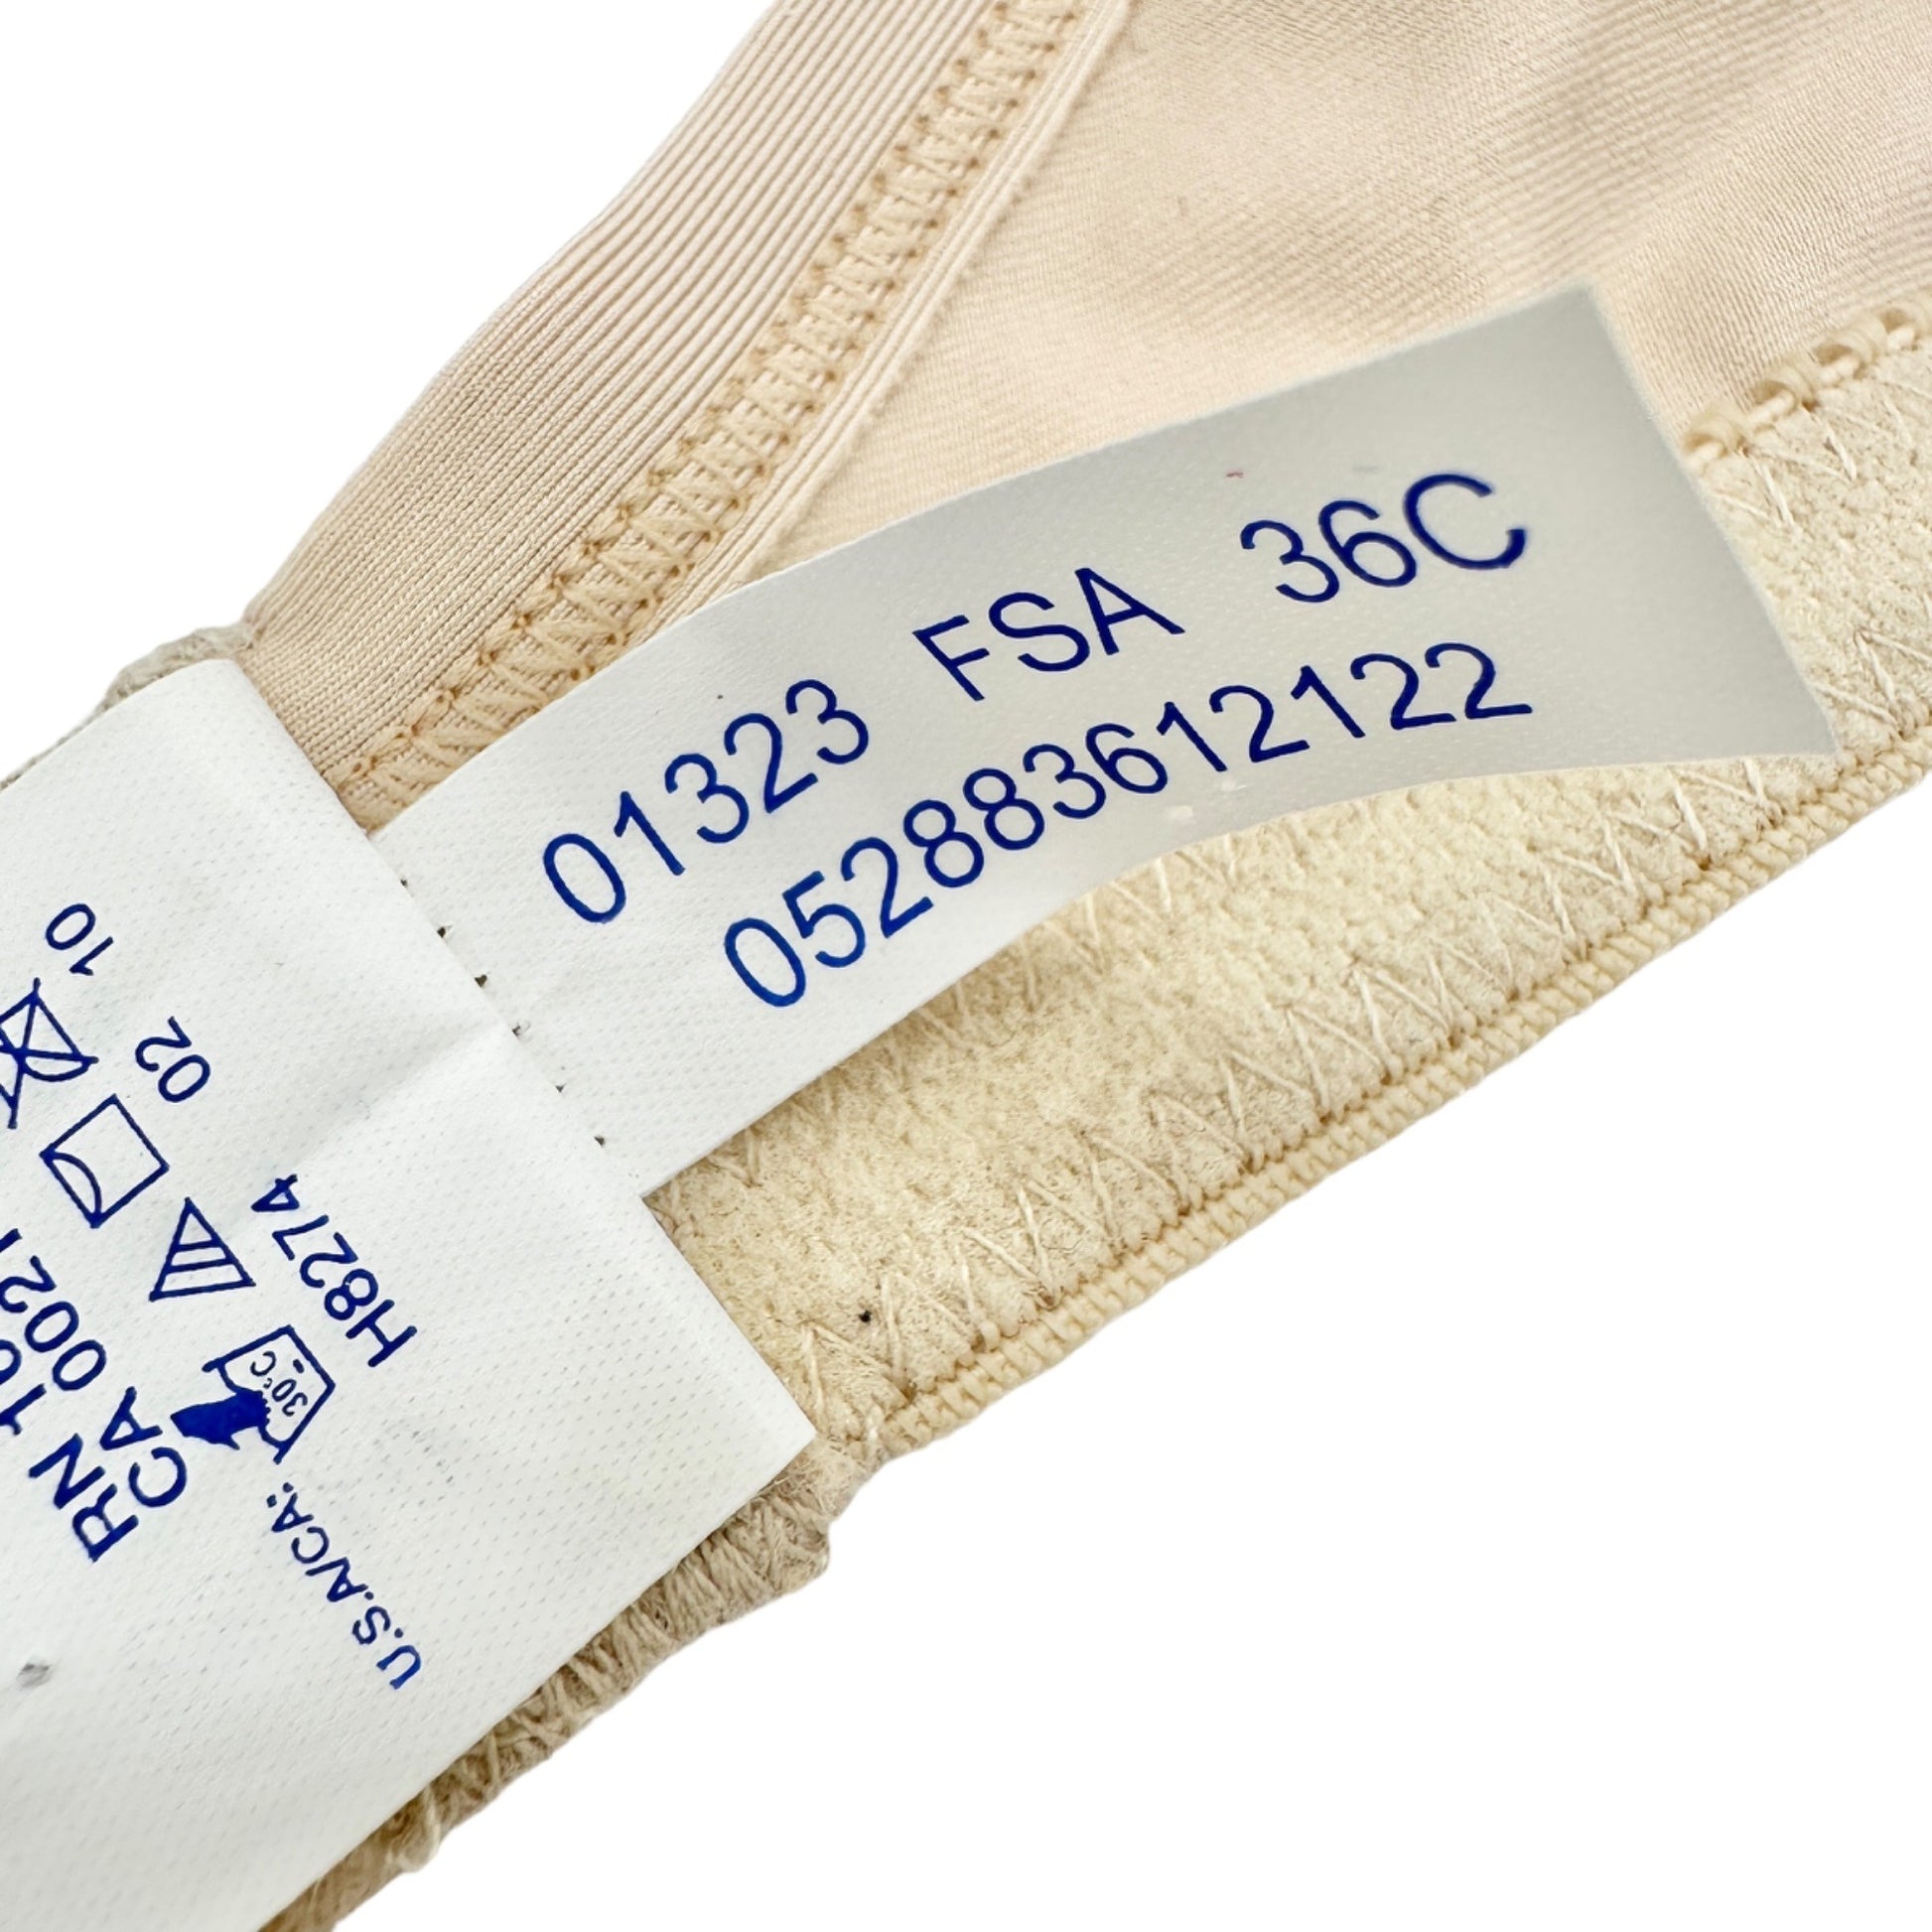 01323 FSA 36C
052883612122
10
02
RN
CA 002
30°C
H8274
U.S.A/CA: